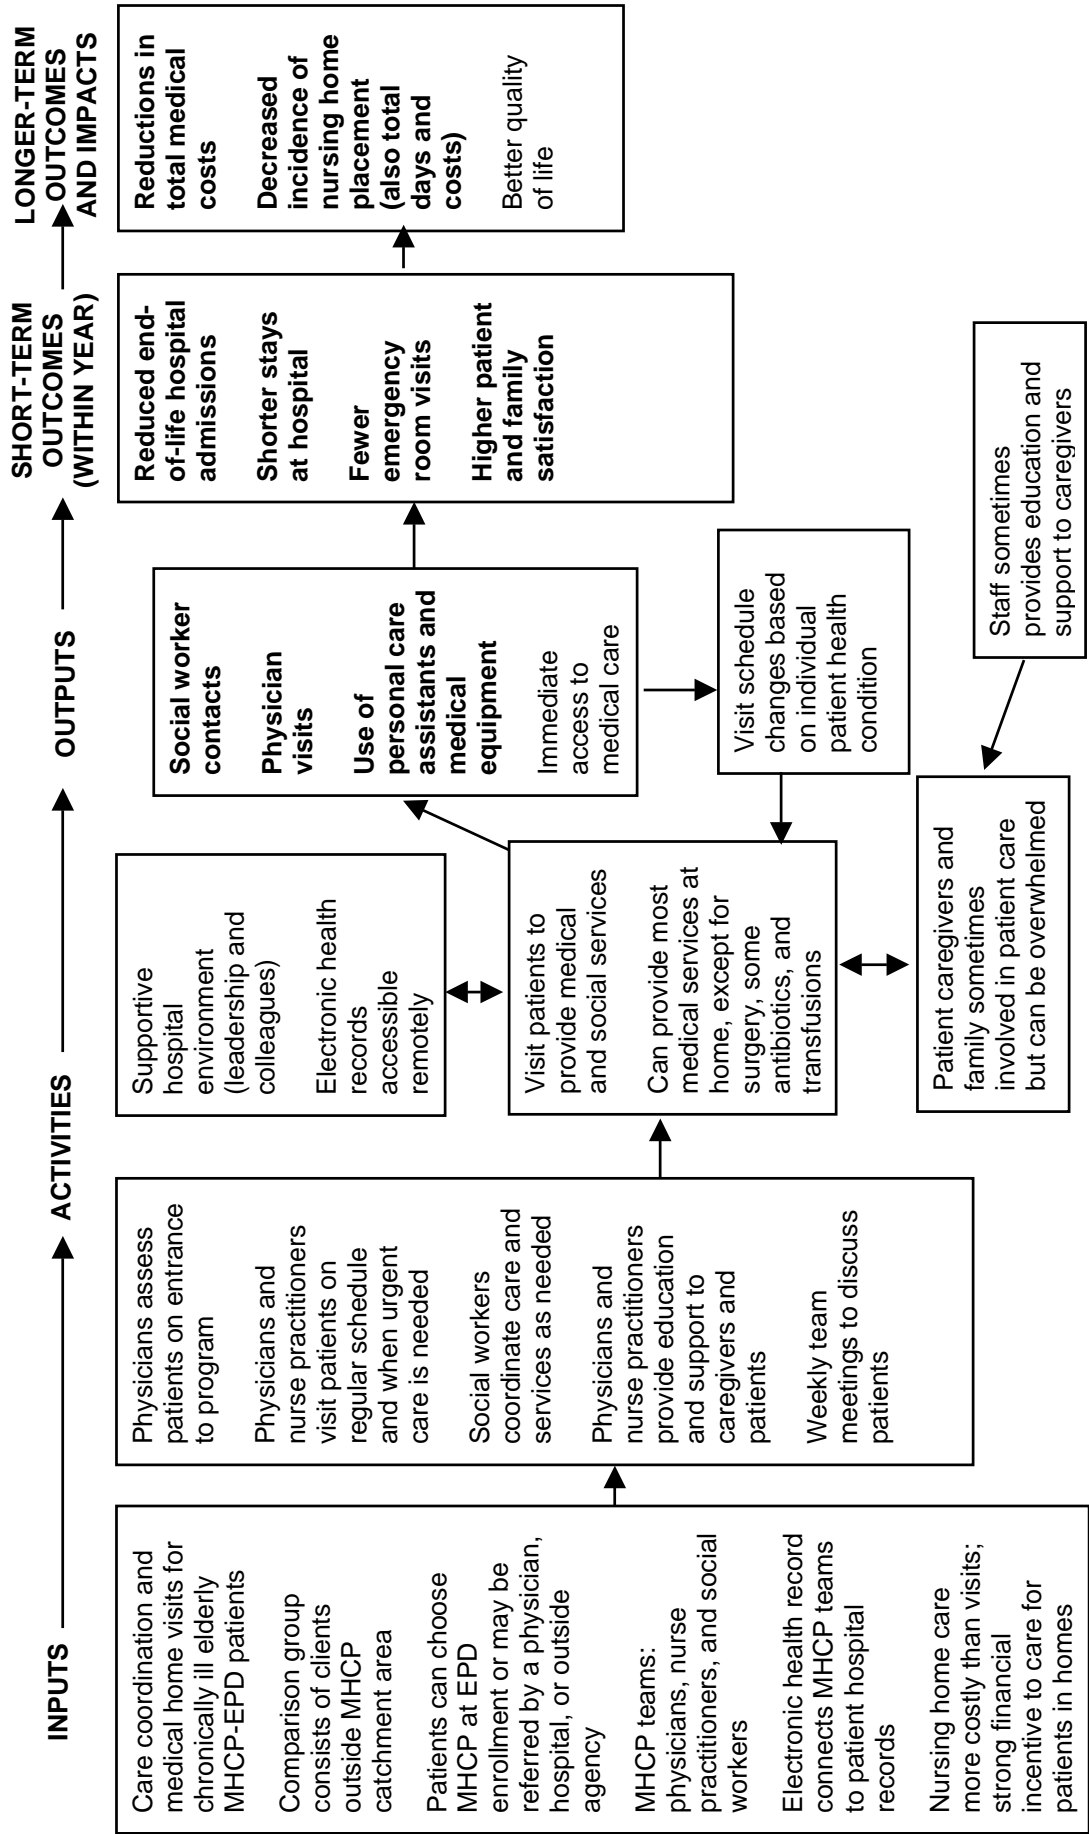 INPUTS
ACTIVITIES
OUTPUTS
SHORT-TERM
OUTCOMES
(WITHIN YEAR)
LONGER-TERM
OUTCOMES
AND IMPACTS
Care coordination and
medical home visits for
chronically ill elderly
MHCP-EPD patients
Comparison group
consists of clients
outside MHCP
catchment area
Patients can choose
MHCP at EPD
enrollment or may be
referred by a physician,
hospital, or outside
agency
MHCP teams:
physicians, nurse
practitioners, and social
workers
Electronic health record
connects MHCP teams
to patient hospital
records
Nursing home care
more costly than visits;
strong financial
incentive to care for
patients in homes
Physicians assess
patients on entrance
to program
Physicians and
nurse practitioners
visit patients on
regular schedule
and when urgent
care is needed
Social workers
coordinate care and
services as needed
Physicians and
nurse practitioners
provide education
and support to
caregivers and
patients
Weekly team
meetings to discuss
patients
Supportive
hospital
environment
(leadership and
colleagues)
Electronic health
records
accessible
remotely
Visit patients to
provide medical
and social services
Can provide most
medical services at
home, except for
surgery, some
antibiotics, and
transfusions
Patient caregivers and
family sometimes
involved in patient care
but can be overwhelmed
Social worker
contacts
Physician
visits
Use of
personal care
assistants and
medical
equipment
Immediate
access to
medical care
Visit schedule
changes based
on individual
patient health
condition
Staff sometimes
provides education and
support to caregivers
Reduced end-
of-life hospital
admissions
Shorter stays
at hospital
Fewer
emergency
room visits
Higher patient
and family
satisfaction
Reductions in
total medical
costs
Decreased
incidence of
nursing home
placement
(also total
days and
costs)
Better quality
of life